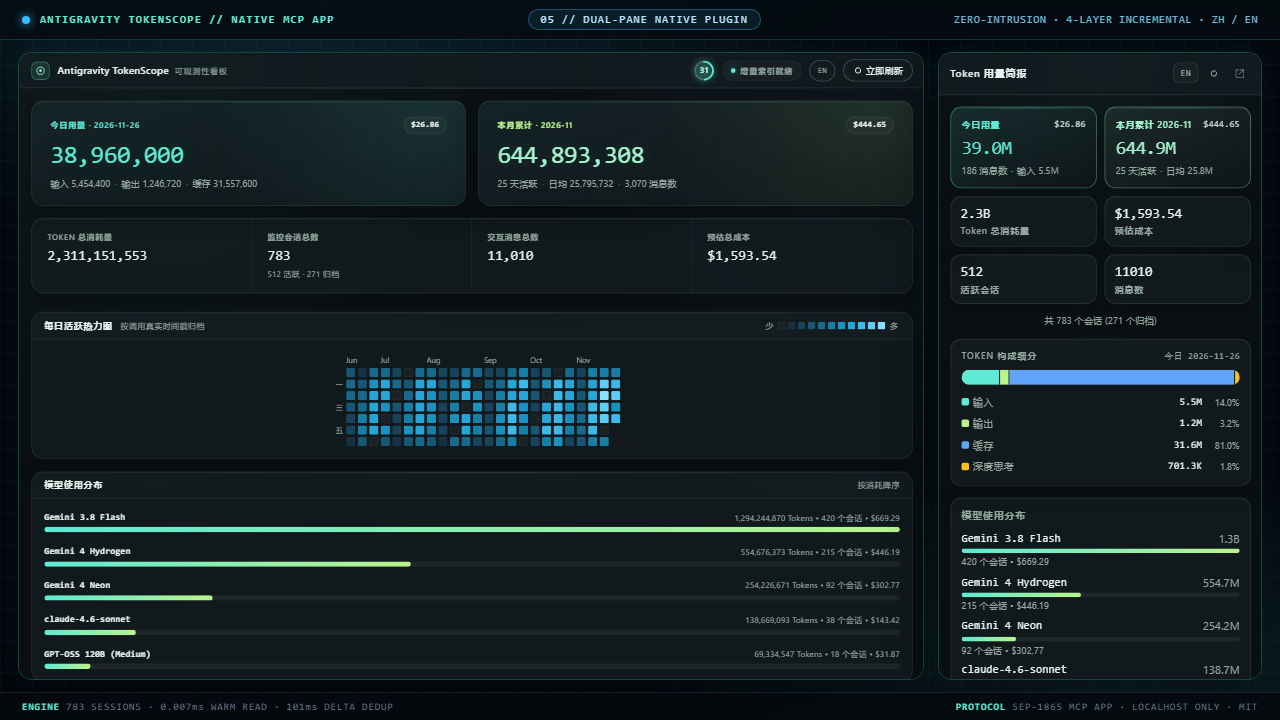 ANTIGRAVITY TOKENSCOPE // NATIVE MCP APP
05 // DUAL-PANE NATIVE PLUGIN
ZERO-INTRUSION · 4-LAYER INCREMENTAL · ZH / EN
Antigravity TokenScope 可观测性看板
31
增量索引就绪
EN
立即刷新
今日用量 · 2026-11-26
$26.86
38,960,000
输入 5,454,400 · 输出 1,246,720 · 缓存 31,557,600
本月累计 · 2026-11
$444.65
644,893,308
25 天活跃 · 日均 25,795,732 · 3,070 消息数
TOKEN 总消耗量
2,311,151,553
监控会话总数
783
512 活跃 · 271 归档
交互消息总数
11,010
预估总成本
$1,593.54
每日活跃热力图 按调用真实时间戳归档
少 多
Jun Jul Aug Sep Oct Nov
一
三
五
模型使用分布
按消耗降序
Gemini 3.8 Flash
1,294,244,870 Tokens • 420 个会话 • $669.29
Gemini 4 Hydrogen
554,676,373 Tokens • 215 个会话 • $446.19
Gemini 4 Neon
254,226,671 Tokens • 92 个会话 • $302.77
claude-4.6-sonnet
138,669,093 Tokens • 38 个会话 • $143.42
GPT-OSS 120B (Medium)
69,334,547 Tokens • 18 个会话 • $31.87
Token 用量简报
EN
今日用量 $26.86
39.0M
186 消息数 · 输入 5.5M
本月累计 2026-11 $444.65
644.9M
25 天活跃 · 日均 25.8M
2.3B
Token 总消耗量
$1,593.54
预估成本
512
活跃会话
11010
消息数
共 783 个会话 (271 个归档)
TOKEN 构成细分
今日 2026-11-26
输入 5.5M 14.0%
输出 1.2M 3.2%
缓存 31.6M 81.0%
深度思考 701.3K 1.8%
模型使用分布
Gemini 3.8 Flash 1.3B
420 个会话 • $669.29
Gemini 4 Hydrogen 554.7M
215 个会话 • $446.19
Gemini 4 Neon 254.2M
92 个会话 • $302.77
claude-4.6-sonnet 138.7M
ENGINE 783 SESSIONS · 0.007ms WARM READ · 101ms DELTA DEDUP
PROTOCOL SEP-1865 MCP APP · LOCALHOST ONLY · MIT